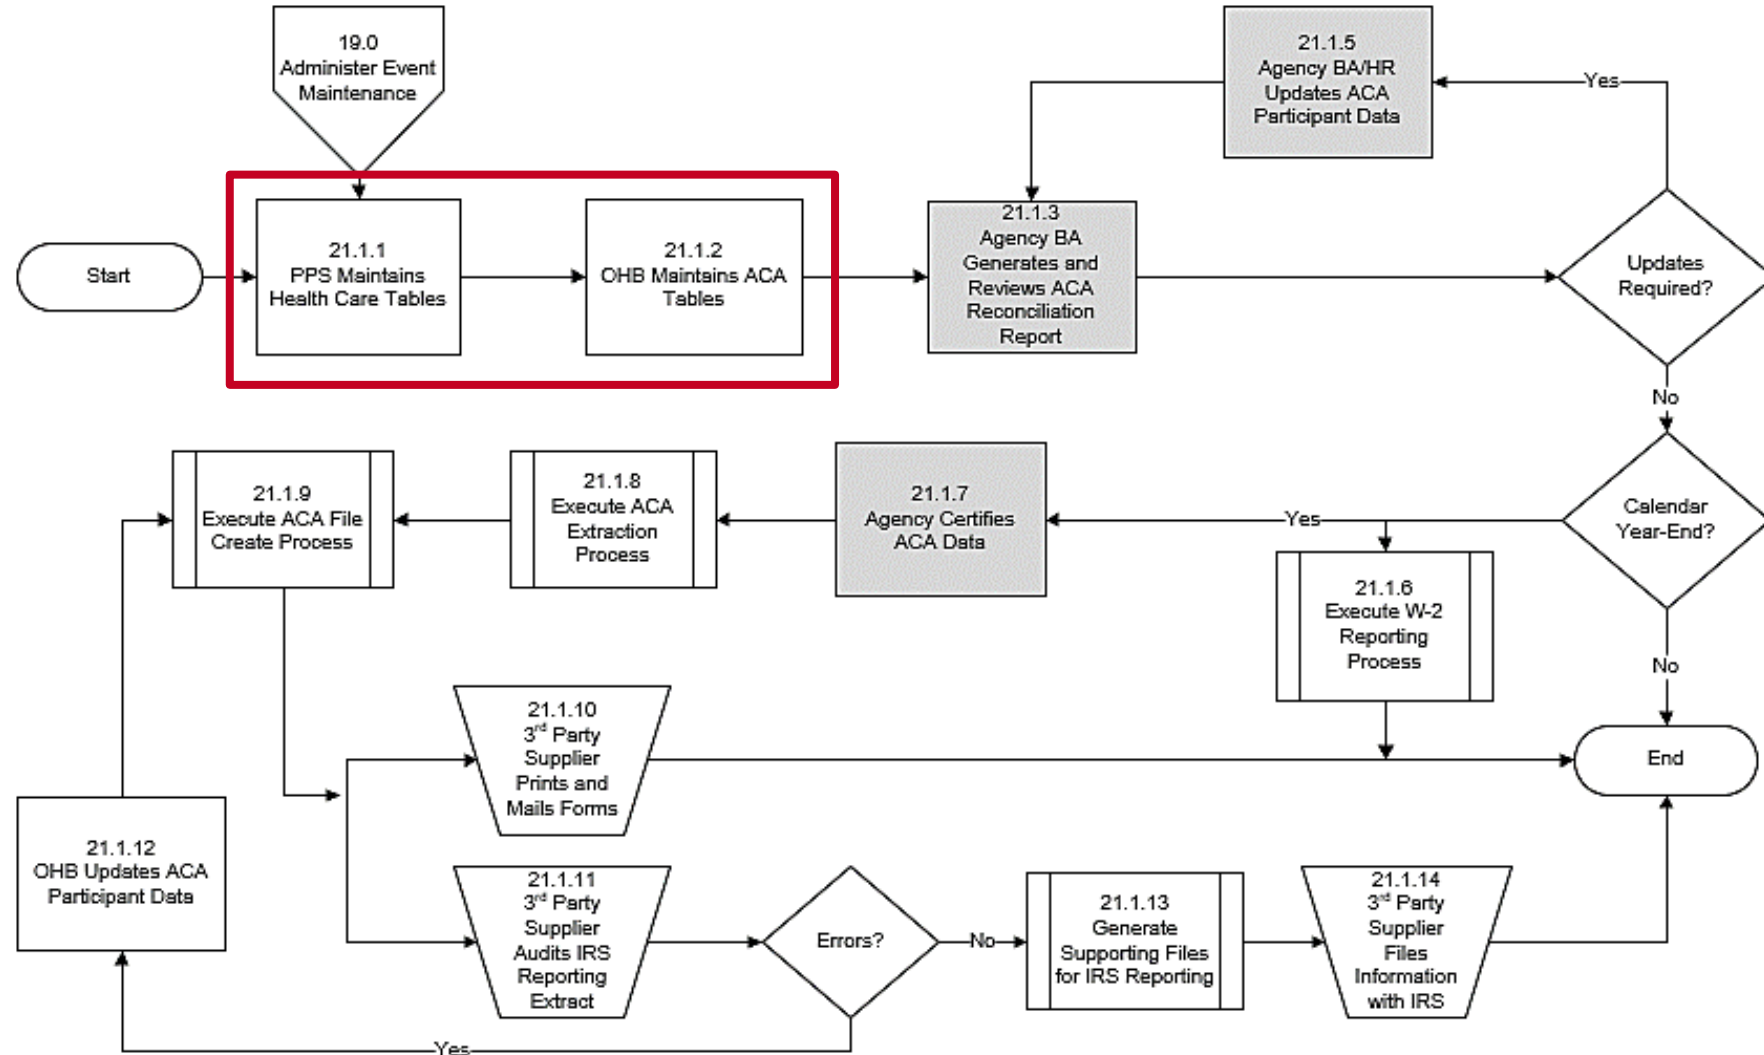 19.0
Administer Event
Maintenance
21.1.5
Agency BA/HR
Updates ACA
Participant Data
Yes
Start
21.1.1
PPS Maintains
Health Care Tables
21.1.2
OHB Maintains ACA
Tables
21.1.3
Agency BA
Generates and
Reviews ACA
Reconciliation
Report
Updates
Required?
No
21.1.9
Execute ACA File
Create Process
21.1.8
Execute ACA
Extraction
Process
21.1.7
Agency Certifies
ACA Data
Yes
Calendar
Year-End?
21.1.6
Execute W-2
Reporting
Process
No
21.1.10
3rd Party
Supplier
Prints and
Mails Forms
End
21.1.12
OHB Updates ACA
Participant Data
21.1.11
3rd Party
Supplier
Audits IRS
Reporting
Extract
Errors?
No
21.1.13
Generate
Supporting Files
for IRS Reporting
21.1.14
3rd Party
Supplier
Files
Information
with IRS
Yes